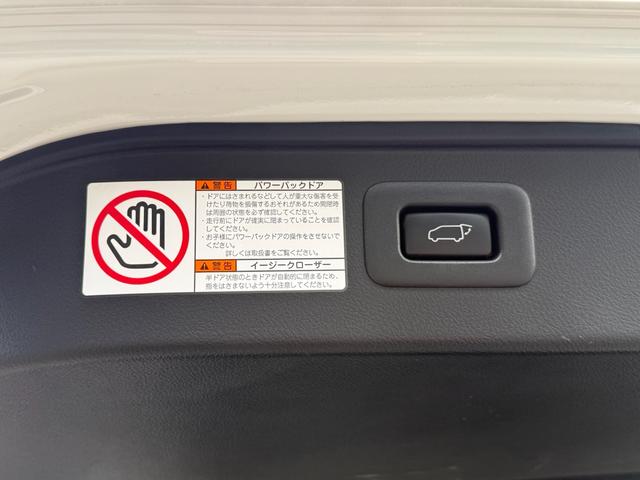 警告 パワーバックドア
・ドアにはさまれるなどして人が重大な傷害を受
けたり荷物を損傷するおそれがあるため開閉時
は周囲の状態を必ず確認してください。
・走行前にドアが確実に閉まっていることを確認
してください。
・お子様にパワーバックドアの操作をさせないで
ください。
詳しくは取扱書をご覧ください。
警告 イージークローザー
半ドア状態のときドアが自動的に閉まるため、
指をはさまないよう十分注意してください。